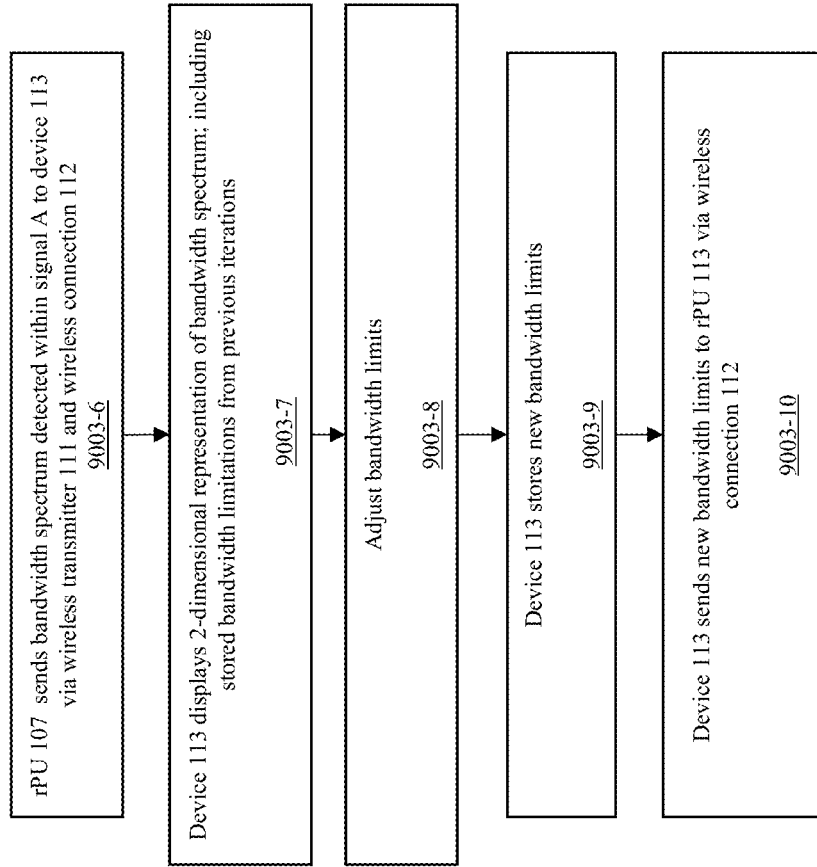 rPU 107 sends bandwidth spectrum detected within signal A to device 113
via wireless transmitter 111 and wireless connection 112
9003-6
Device 113 displays 2-dimensional representation of bandwidth spectrum; including
stored bandwidth limitations from previous iterations
9003-7
Adjust bandwidth limits
9003-8
Device 113 stores new bandwidth limits
9003-9
Device 113 sends new bandwidth limits to rPU 113 via wireless
connection 112
9003-10